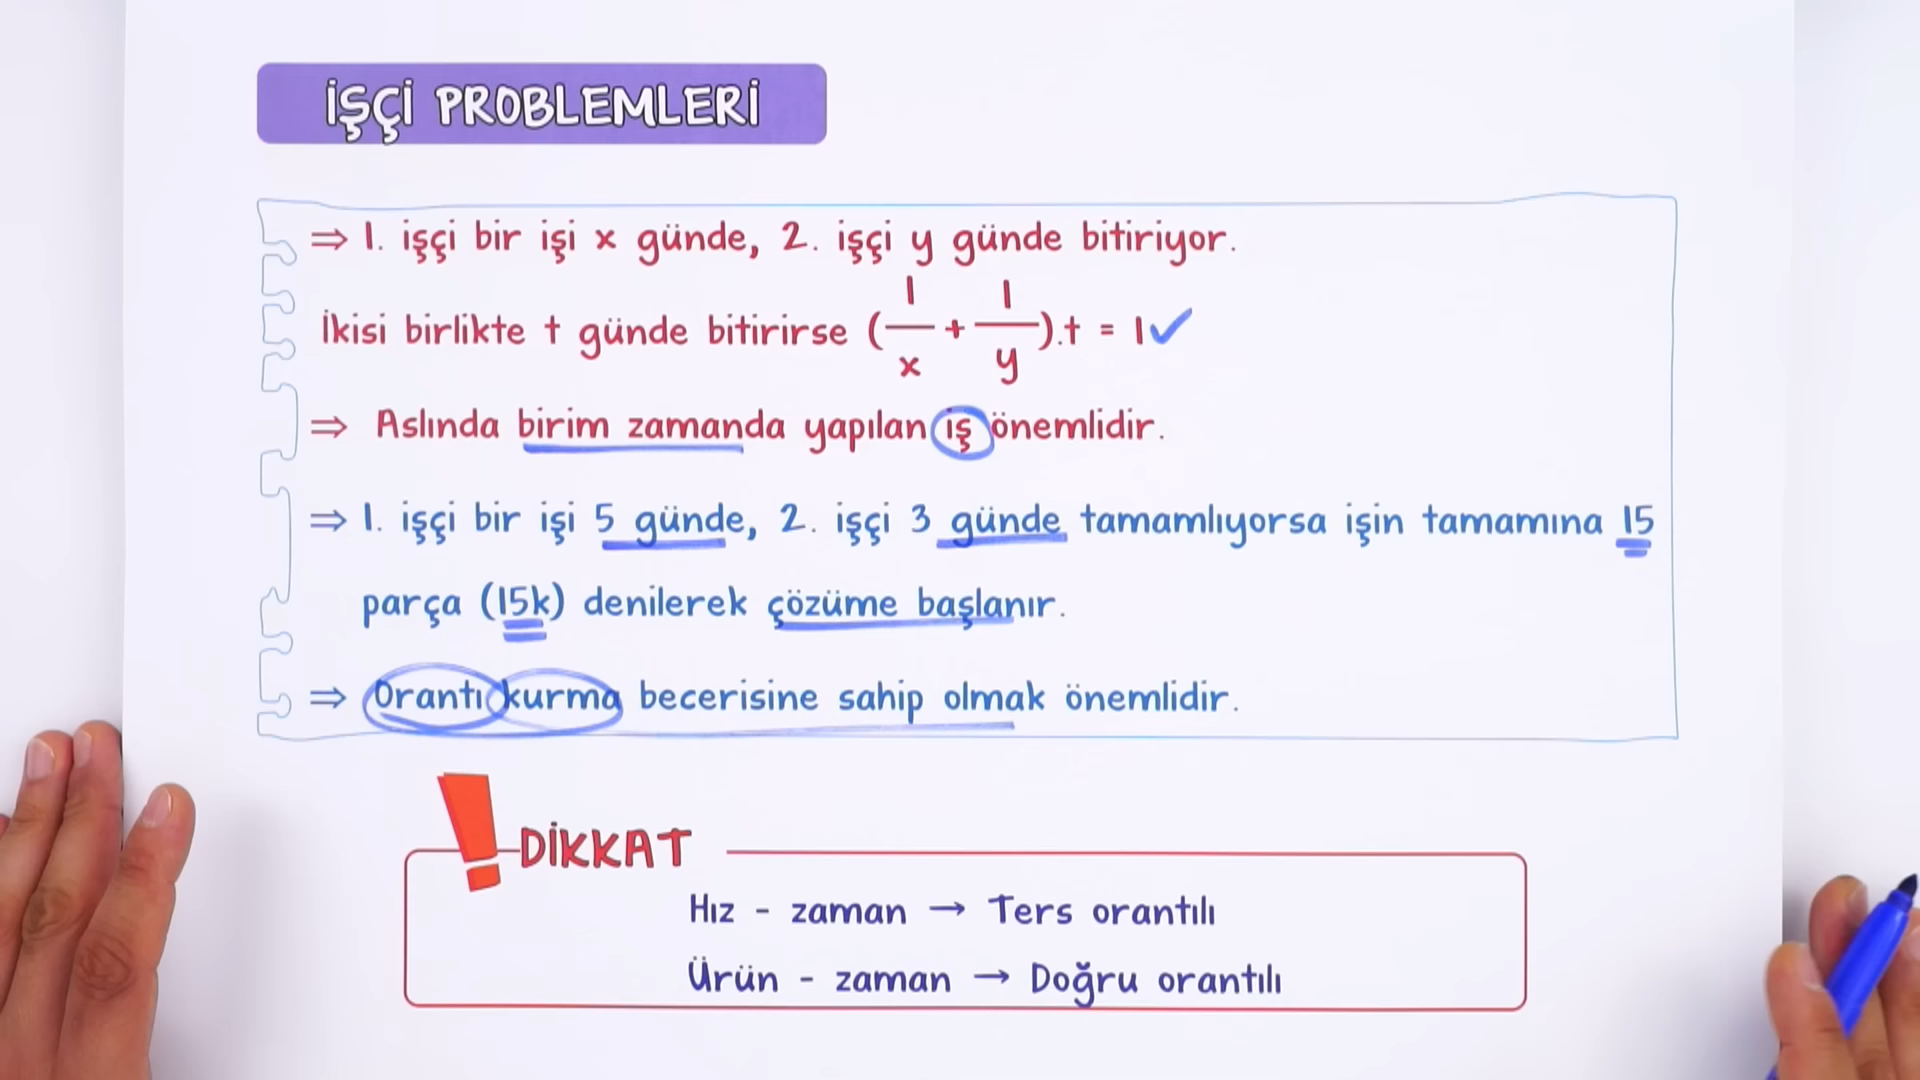 İŞÇİ PROBLEMLERİ
⇒ 1. işçi bir işi x günde, 2. işçi y günde bitiriyor.
İkisi birlikte t günde bitirirse (1/x + 1/y).t = 1✓
⇒ Aslında birim zamanda yapılan iş önemlidir.
⇒ 1. işçi bir işi 5 günde, 2. işçi 3 günde tamamlıyorsa işin tamamına 15
parça (15k) denilerek çözüme başlanır.
⇒ Orantı kurma becerisine sahip olmak önemlidir.
! DİKKAT
Hız - zaman → Ters orantılı
Ürün - zaman → Doğru orantılı